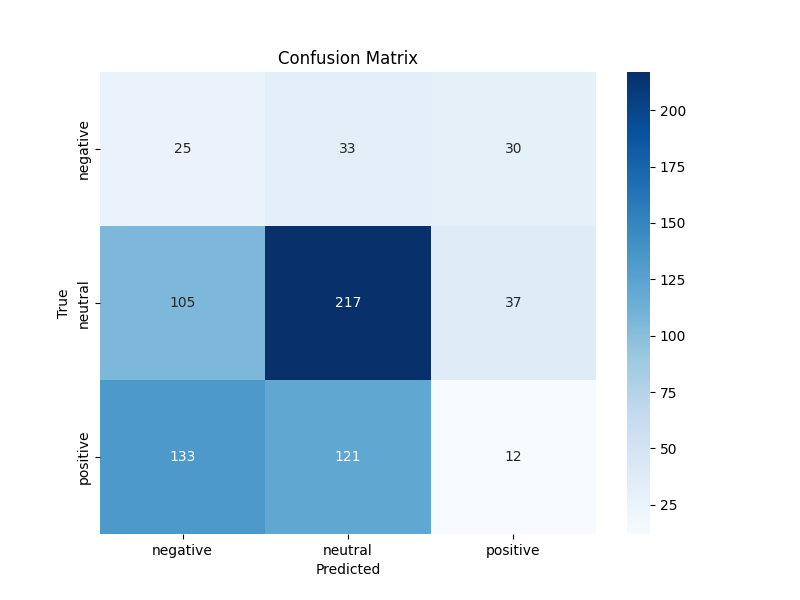 Confusion Matrix
True
negative
25
33
30
neutral
105
217
37
positive
133
121
12
negative
neutral
positive
Predicted
200
175
150
125
100
75
50
25